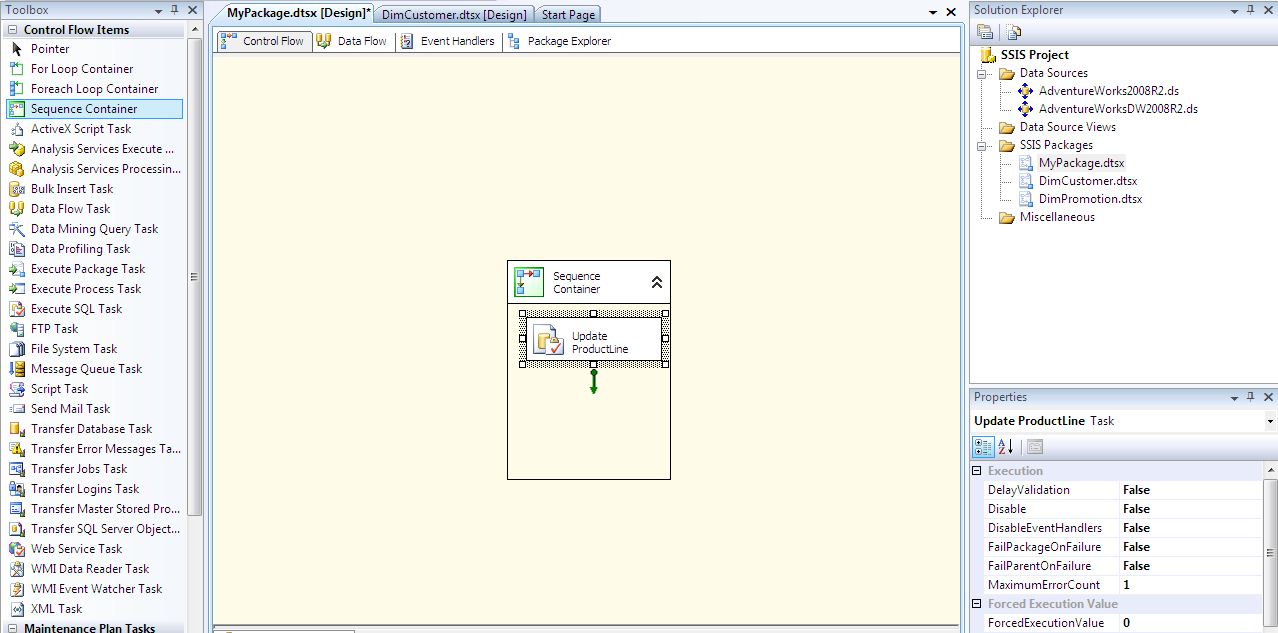 Toolbox
Control Flow Items
Pointer
For Loop Container
Foreach Loop Container
Sequence Container
ActiveX Script Task
Analysis Services Execute ...
Analysis Services Processin...
Bulk Insert Task
Data Flow Task
Data Mining Query Task
Data Profiling Task
Execute Package Task
Execute Process Task
Execute SQL Task
FTP Task
File System Task
Message Queue Task
Script Task
Send Mail Task
Transfer Database Task
Transfer Error Messages Ta...
Transfer Jobs Task
Transfer Logins Task
Transfer Master Stored Pro...
Transfer SQL Server Object...
Web Service Task
WMI Data Reader Task
WMI Event Watcher Task
XML Task
Maintenance Plan Tasks
MyPackage.dtsx [Design]* DimCustomer.dtsx [Design] Start Page
Control Flow Data Flow Event Handlers Package Explorer
Sequence
Container
Update
ProductLine
Solution Explorer
SSIS Project
Data Sources
AdventureWorks2008R2.ds
AdventureWorksDW2008R2.ds
Data Source Views
SSIS Packages
MyPackage.dtsx
DimCustomer.dtsx
DimPromotion.dtsx
Miscellaneous
Properties
Update ProductLine Task
Execution
DelayValidation False
Disable False
DisableEventHandlers False
FailPackageOnFailure False
FailParentOnFailure False
MaximumErrorCount 1
Forced Execution Value
ForcedExecutionValue 0